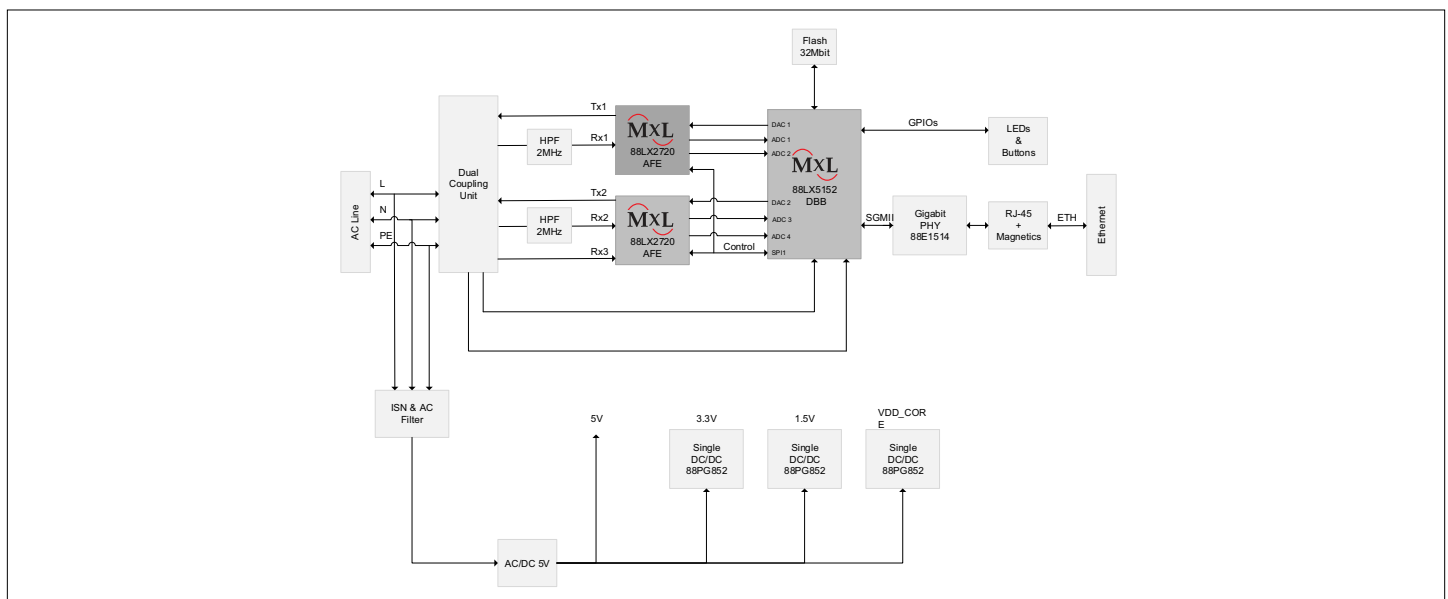 Flash
32Mbit
Tx1
MxL
88LX2720
AFE
HPF
2MHz
Rx1
DAC 1
ADC 1
ADC 2
MxL
88LX5152
DBB
GPIOs
LEDs
&
Buttons
Dual
Coupling
Unit
AC Line
L
N
PE
Tx2
MxL
88LX2720
AFE
HPF
2MHz
Rx2
Rx3
DAC 2
ADC 3
ADC 4
SPI1
Control
SGMII
Gigabit
PHY
88E1514
RJ-45
+
Magnetics
ETH
Ethernet
ISN & AC
Filter
5V
3.3V
Single
DC/DC
88PG852
1.5V
Single
DC/DC
88PG852
VDD_COR
E
Single
DC/DC
88PG852
AC/DC 5V